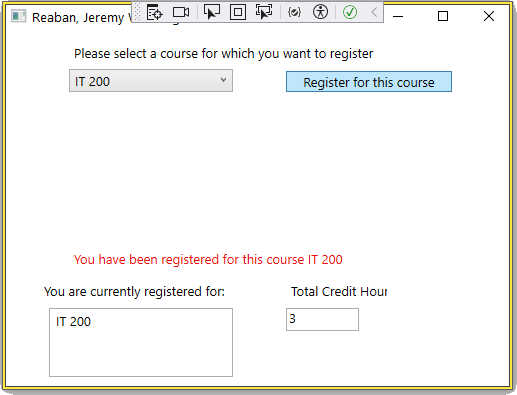 Reaban, Jeremy
Please select a course for which you want to register
IT 200
Register for this course
You have been registered for this course IT 200
You are currently registered for:
Total Credit Hour
IT 200
3